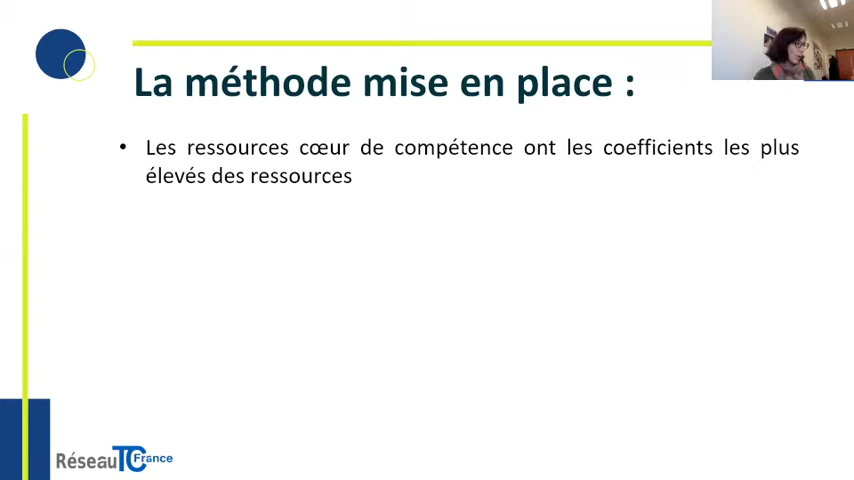 La méthode mise en place :
• Les ressources cœur de compétence ont les coefficients les plus
élevés des ressources
Réseau TC France